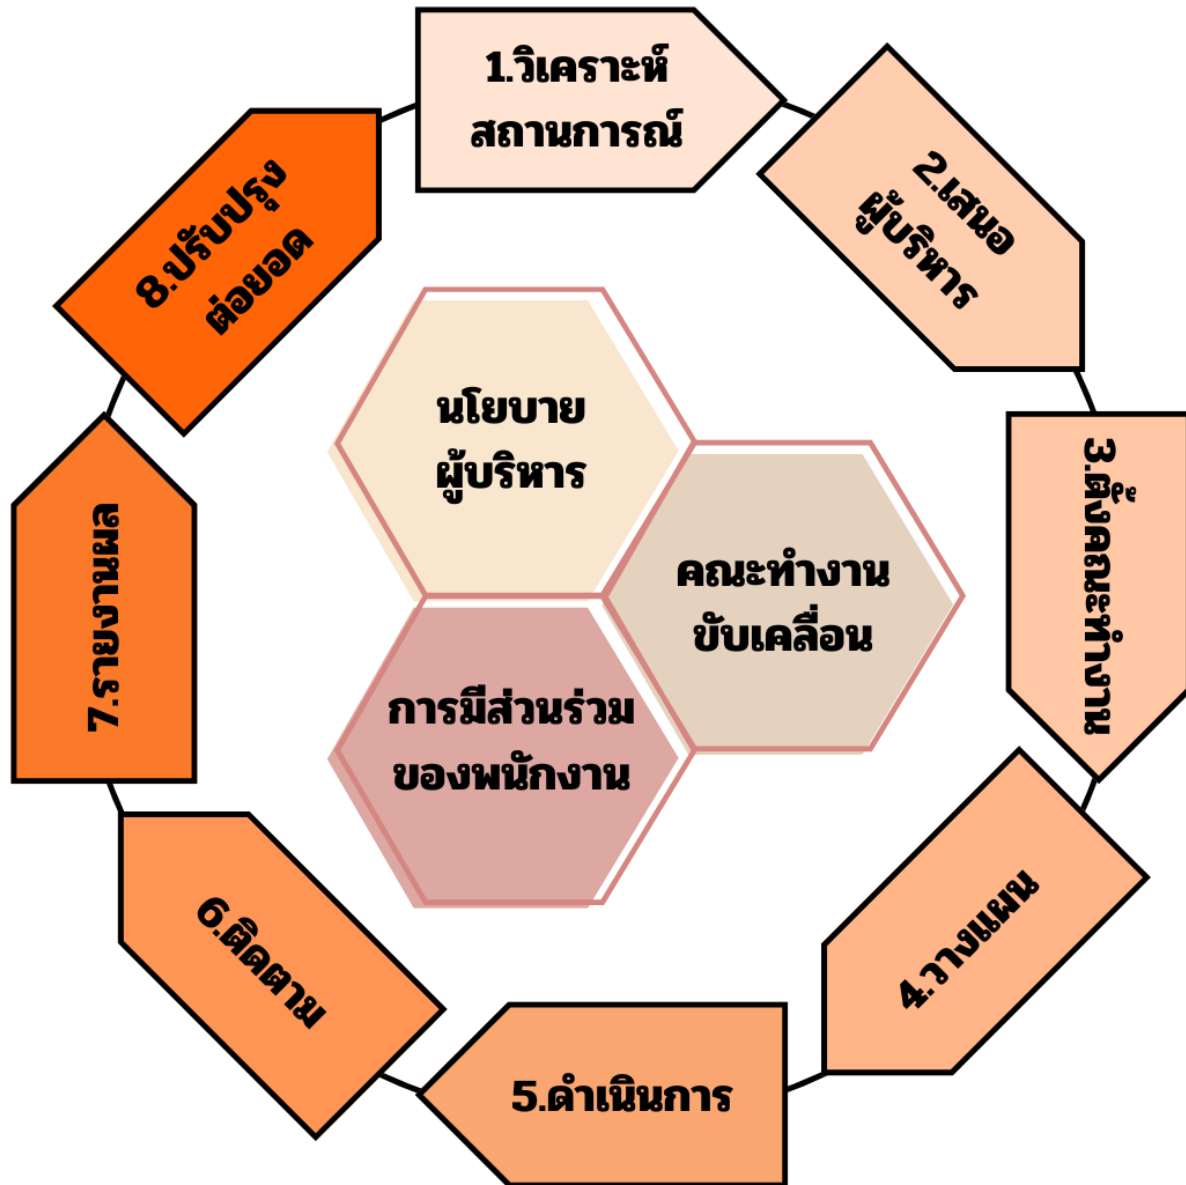 1.วิเคราะห์
สถานการณ์
2.เสนอ
ผู้บริหาร
3.ตั้งคณะทำงาน
4.วางแผน
5.ดำเนินการ
6.ติดตาม
7.รายงานผล
8.ปรับปรุง
ต่อยอด
นโยบาย
ผู้บริหาร
คณะทำงาน
ขับเคลื่อน
การมีส่วนร่วม
ของพนักงาน